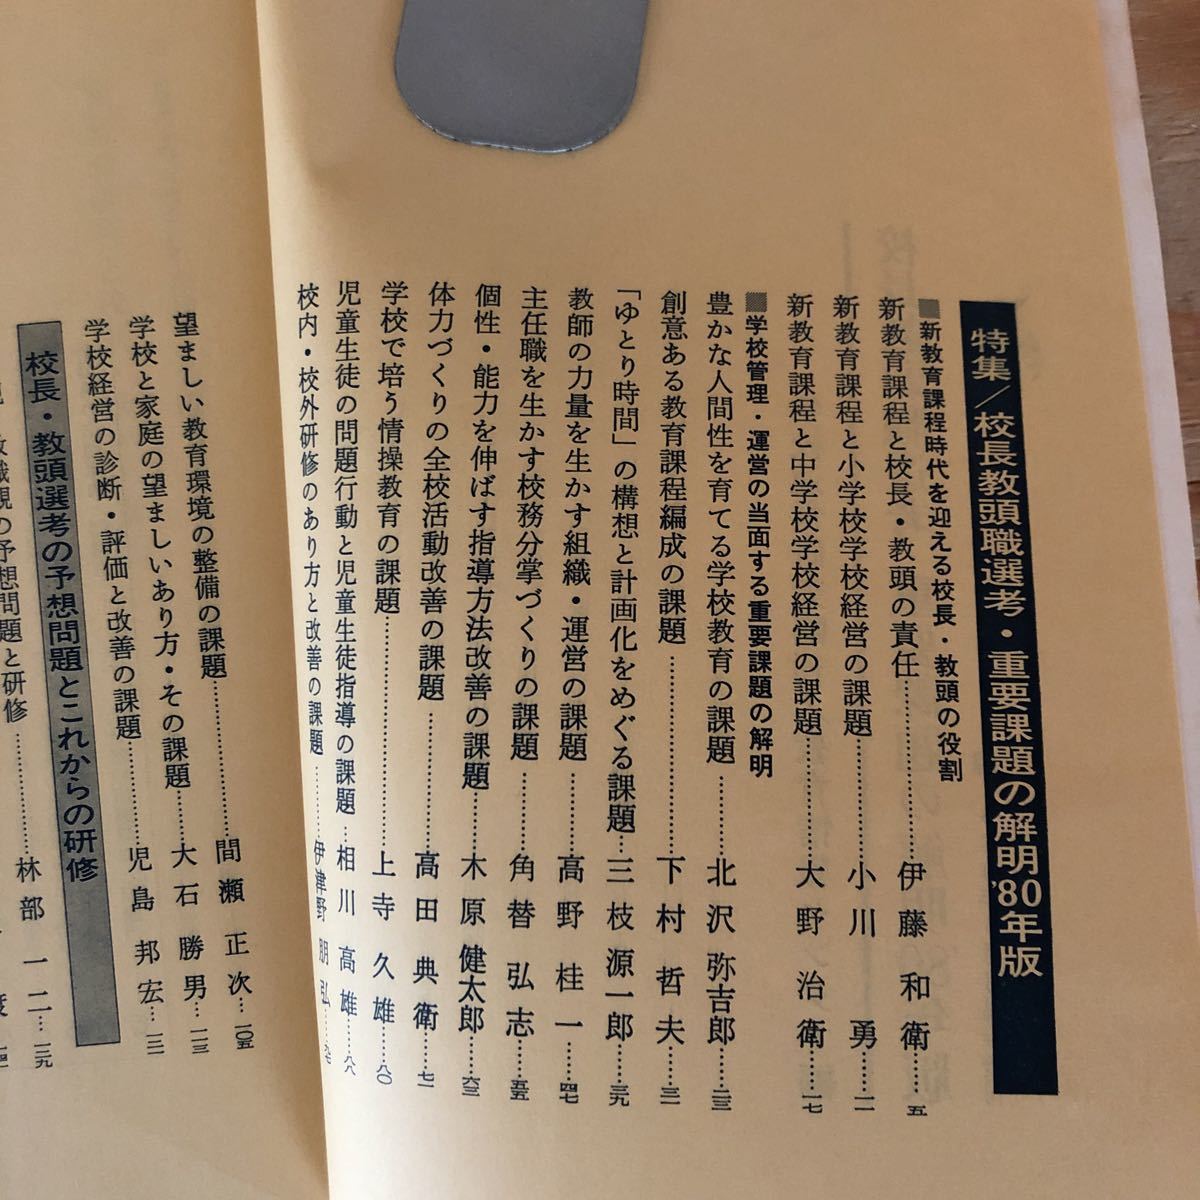 特集/校長教頭職選考・重要課題の解明'80年版
■新教育課程時代を迎える校長・教頭の役割
新教育課程と校長・教頭の責任……伊藤和衛……五
新教育課程と小学校学校経営の課題……小川勇……一一
新教育課程と中学校学校経営の課題……大野治衛……一七
■学校管理・運営の当面する重要課題の解明
豊かな人間性を育てる学校教育の課題……北沢弥吉郎……二三
創意ある教育課程編成の課題……下村哲夫……三一
「ゆとり時間」の構想と計画化をめぐる課題…三枝源一郎……三九
教師の力量を生かす組織・運営の課題……高野桂一……四七
主任職を生かす校務分掌づくりの課題……角替弘志……五五
個性・能力を伸ばす指導方法改善の課題……木原健太郎……六三
体力づくりの全校活動改善の課題……高田典衛……七一
学校で培う情操教育の課題……上寺久雄……八〇
児童生徒の問題行動と児童生徒指導の課題…相川高雄……八八
校内・校外研修のあり方と改善の課題……伊津野朋弘……九七
望ましい教育環境の整備の課題……間瀬正次…一〇五
学校と家庭の望ましいあり方・その課題……大石勝男…一一三
学校経営の診断・評価と改善の課題……児島邦宏…一二一
校長・教頭選考の予想問題とこれからの研修
教職観の予想問題と研修……林部一二…一二九